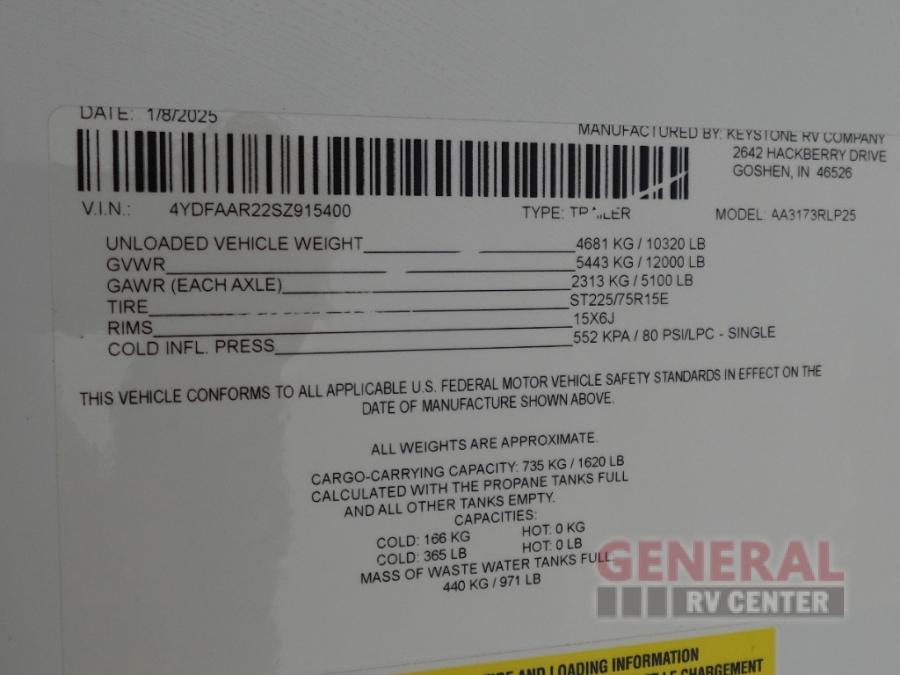 DATE: 1/8/2025
MANUFACTURED BY: KEYSTONE RV COMPANY
2642 HACKBERRY DRIVE
GOSHEN, IN 46526
V.I.N.: 4YDFAAR22SZ915400 TYPE: TRAILER MODEL: AA3173RLP25
UNLOADED VEHICLE WEIGHT 4681 KG / 10320 LB
GVWR 5443 KG / 12000 LB
GAWR (EACH AXLE) 2313 KG / 5100 LB
TIRE ST225/75R15E
RIMS 15X6J
COLD INFL. PRESS 552 KPA / 80 PSI/LPC - SINGLE
THIS VEHICLE CONFORMS TO ALL APPLICABLE U.S. FEDERAL MOTOR VEHICLE SAFETY STANDARDS IN EFFECT ON THE
DATE OF MANUFACTURE SHOWN ABOVE.
ALL WEIGHTS ARE APPROXIMATE.
CARGO-CARRYING CAPACITY: 735 KG / 1620 LB
CALCULATED WITH THE PROPANE TANKS FULL
AND ALL OTHER TANKS EMPTY.
CAPACITIES:
COLD: 166 KG HOT: 0 KG
COLD: 365 LB HOT: 0 LB
MASS OF WASTE WATER TANKS FULL:
440 KG / 971 LB
GENERAL
RV CENTER
AND LOADING INFORMATION
LE CHARGEMENT